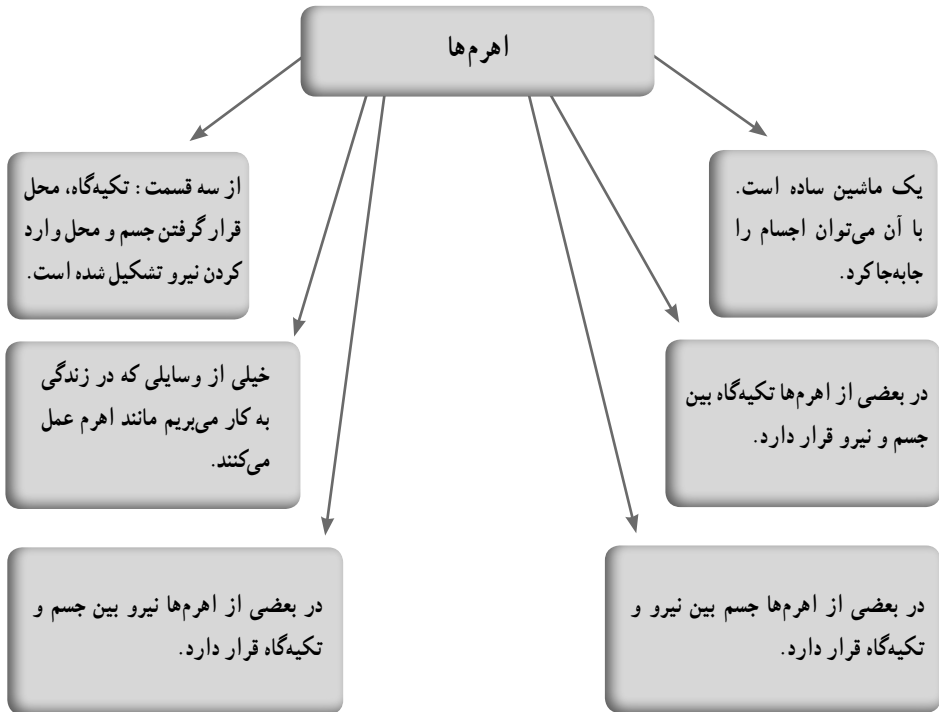 اهرم‌ها
یک ماشین ساده است.
با آن می‌توان اجسام را
جابه‌جا کرد.
از سه قسمت: تکیه‌گاه، محل
قرار گرفتن جسم و محل وارد
کردن نیرو تشکیل شده است.
در بعضی از اهرم‌ها تکیه‌گاه بین
جسم و نیرو قرار دارد.
خیلی از وسایلی که در زندگی
به کار می‌بریم مانند اهرم عمل
می‌کنند.
در بعضی از اهرم‌ها جسم بین نیرو و
تکیه‌گاه قرار دارد.
در بعضی از اهرم‌ها نیرو بین جسم و
تکیه‌گاه قرار دارد.